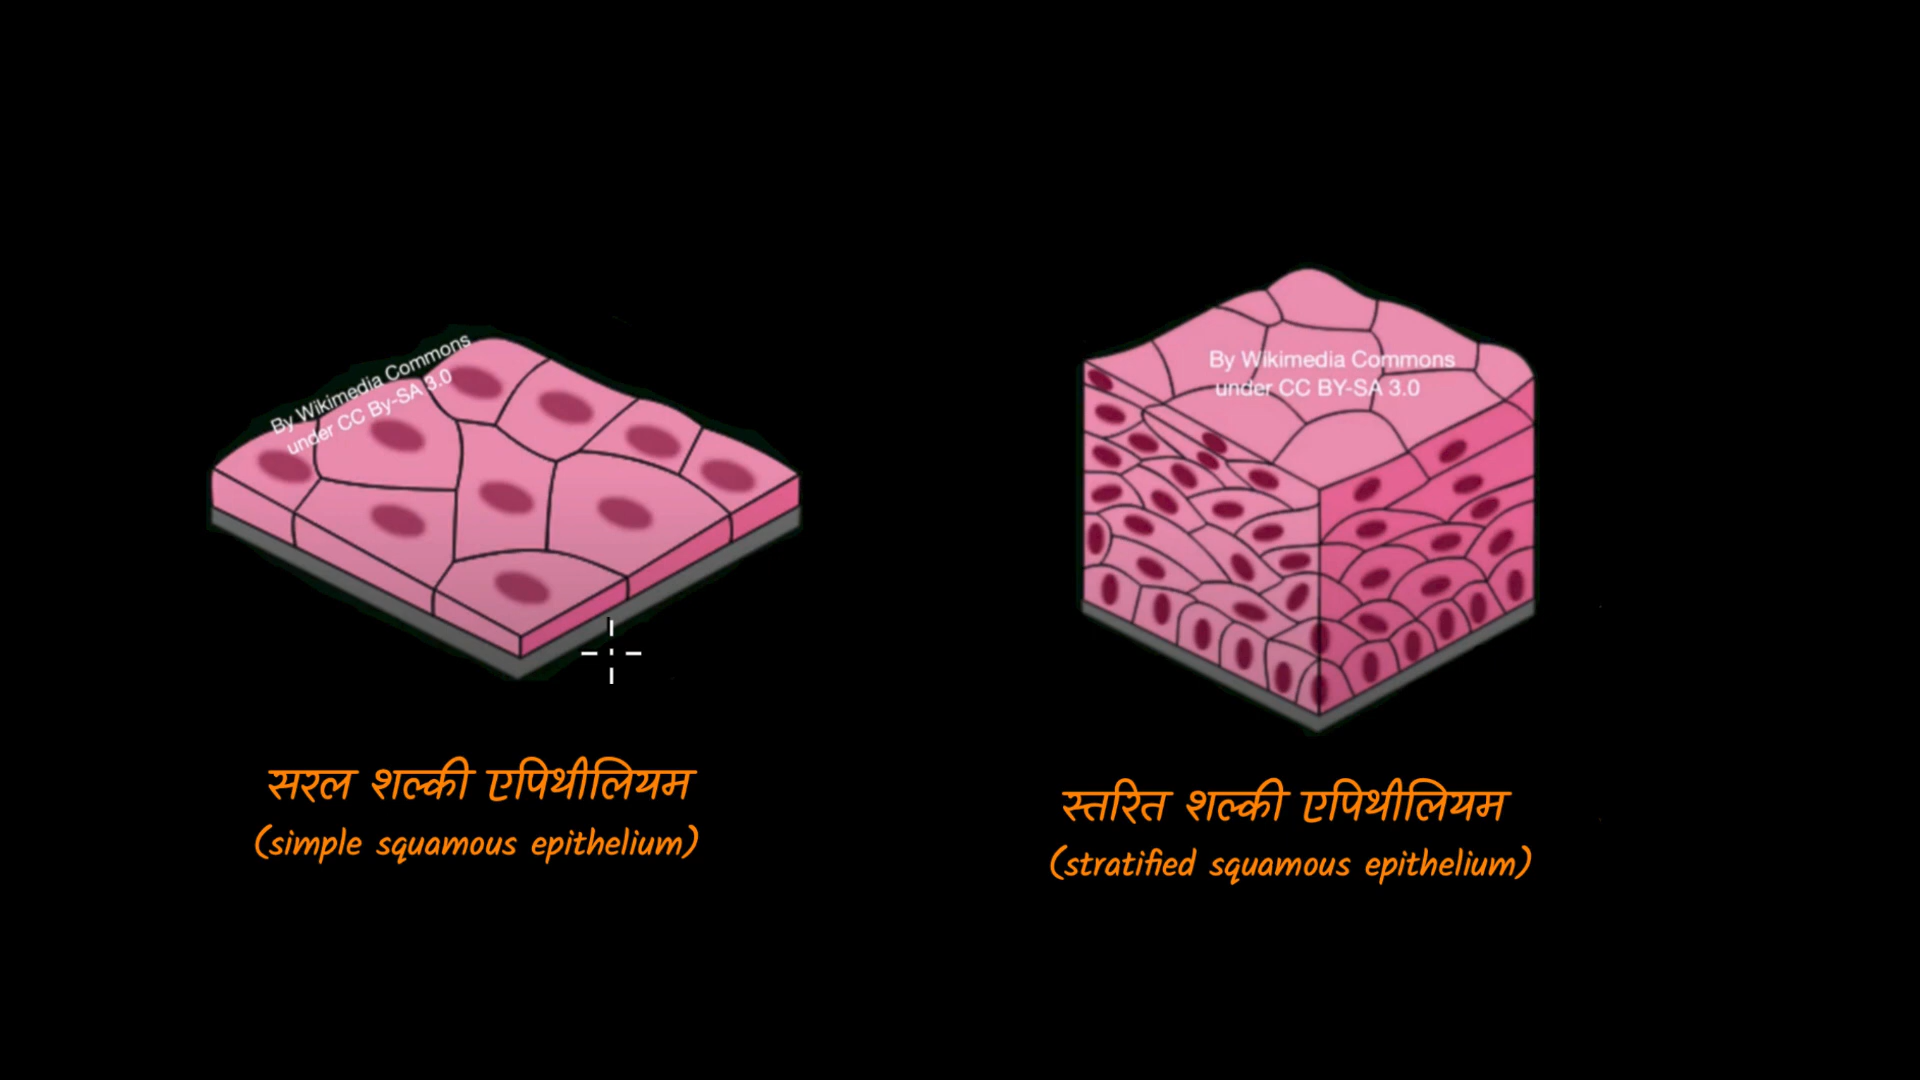 By Wikimedia Commons
under CC By-SA 3.0
By Wikimedia Commons
under CC BY-SA 3.0
सरल शल्की एपिथीलियम
(simple squamous epithelium)
स्तरित शल्की एपिथीलियम
(stratified squamous epithelium)